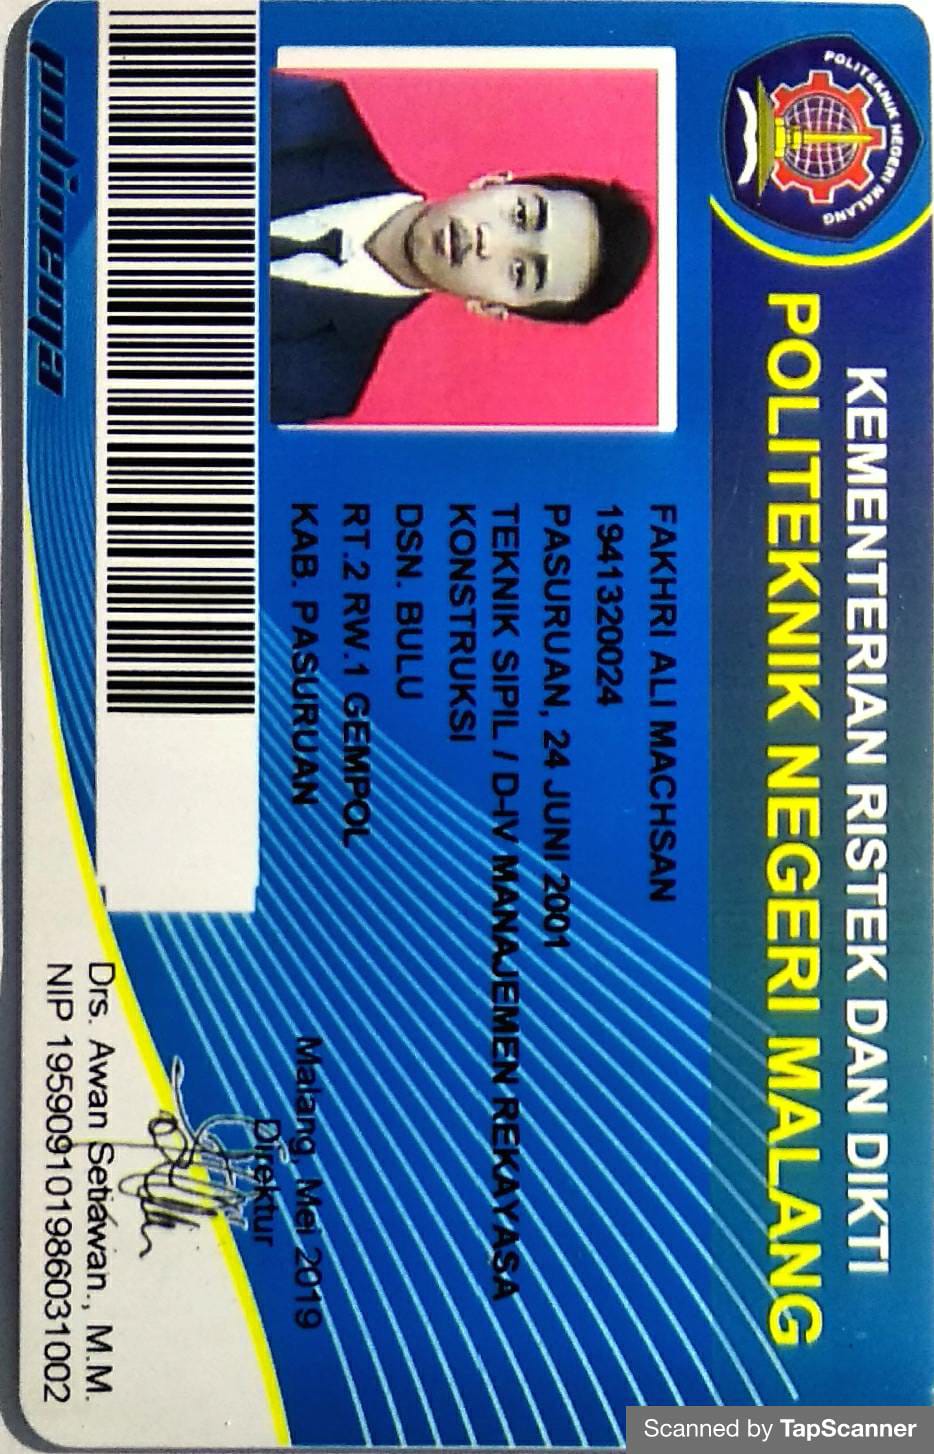 POLITEKNIK NEGERI MALANG
KEMENTERIAN RISTEK DAN DIKTI
POLITEKNIK NEGERI MALANG
Scanned by TapScanner
FAKHRI ALI MACHSAN
1941320024
PASURUAN, 24 JUNI 2001
TEKNIK SIPIL / D-IV MANAJEMEN REKAYASA
KONSTRUKSI
DSN. BULU
RT.2 RW.1 GEMPOL
KAB. PASURUAN
Malang, Mei 2019
Direktur
Drs. Awan Setiawan., M.M.
NIP 195909101986031002
polinema